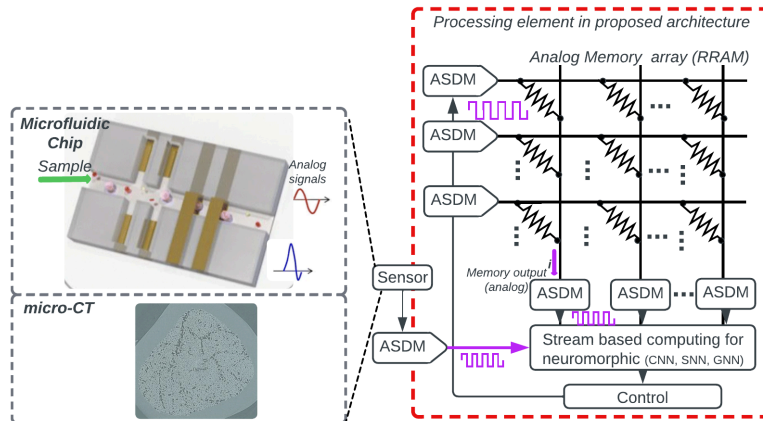 Processing element in proposed architecture
Analog Memory array (RRAM)
ASDM
ASDM
ASDM
Microfluidic
Chip
Sample
Analog
signals
micro-CT
Sensor
ASDM
i
Memory output
(analog)
ASDM
ASDM
ASDM
Stream based computing for
neuromorphic (CNN, SNN, GNN)
Control